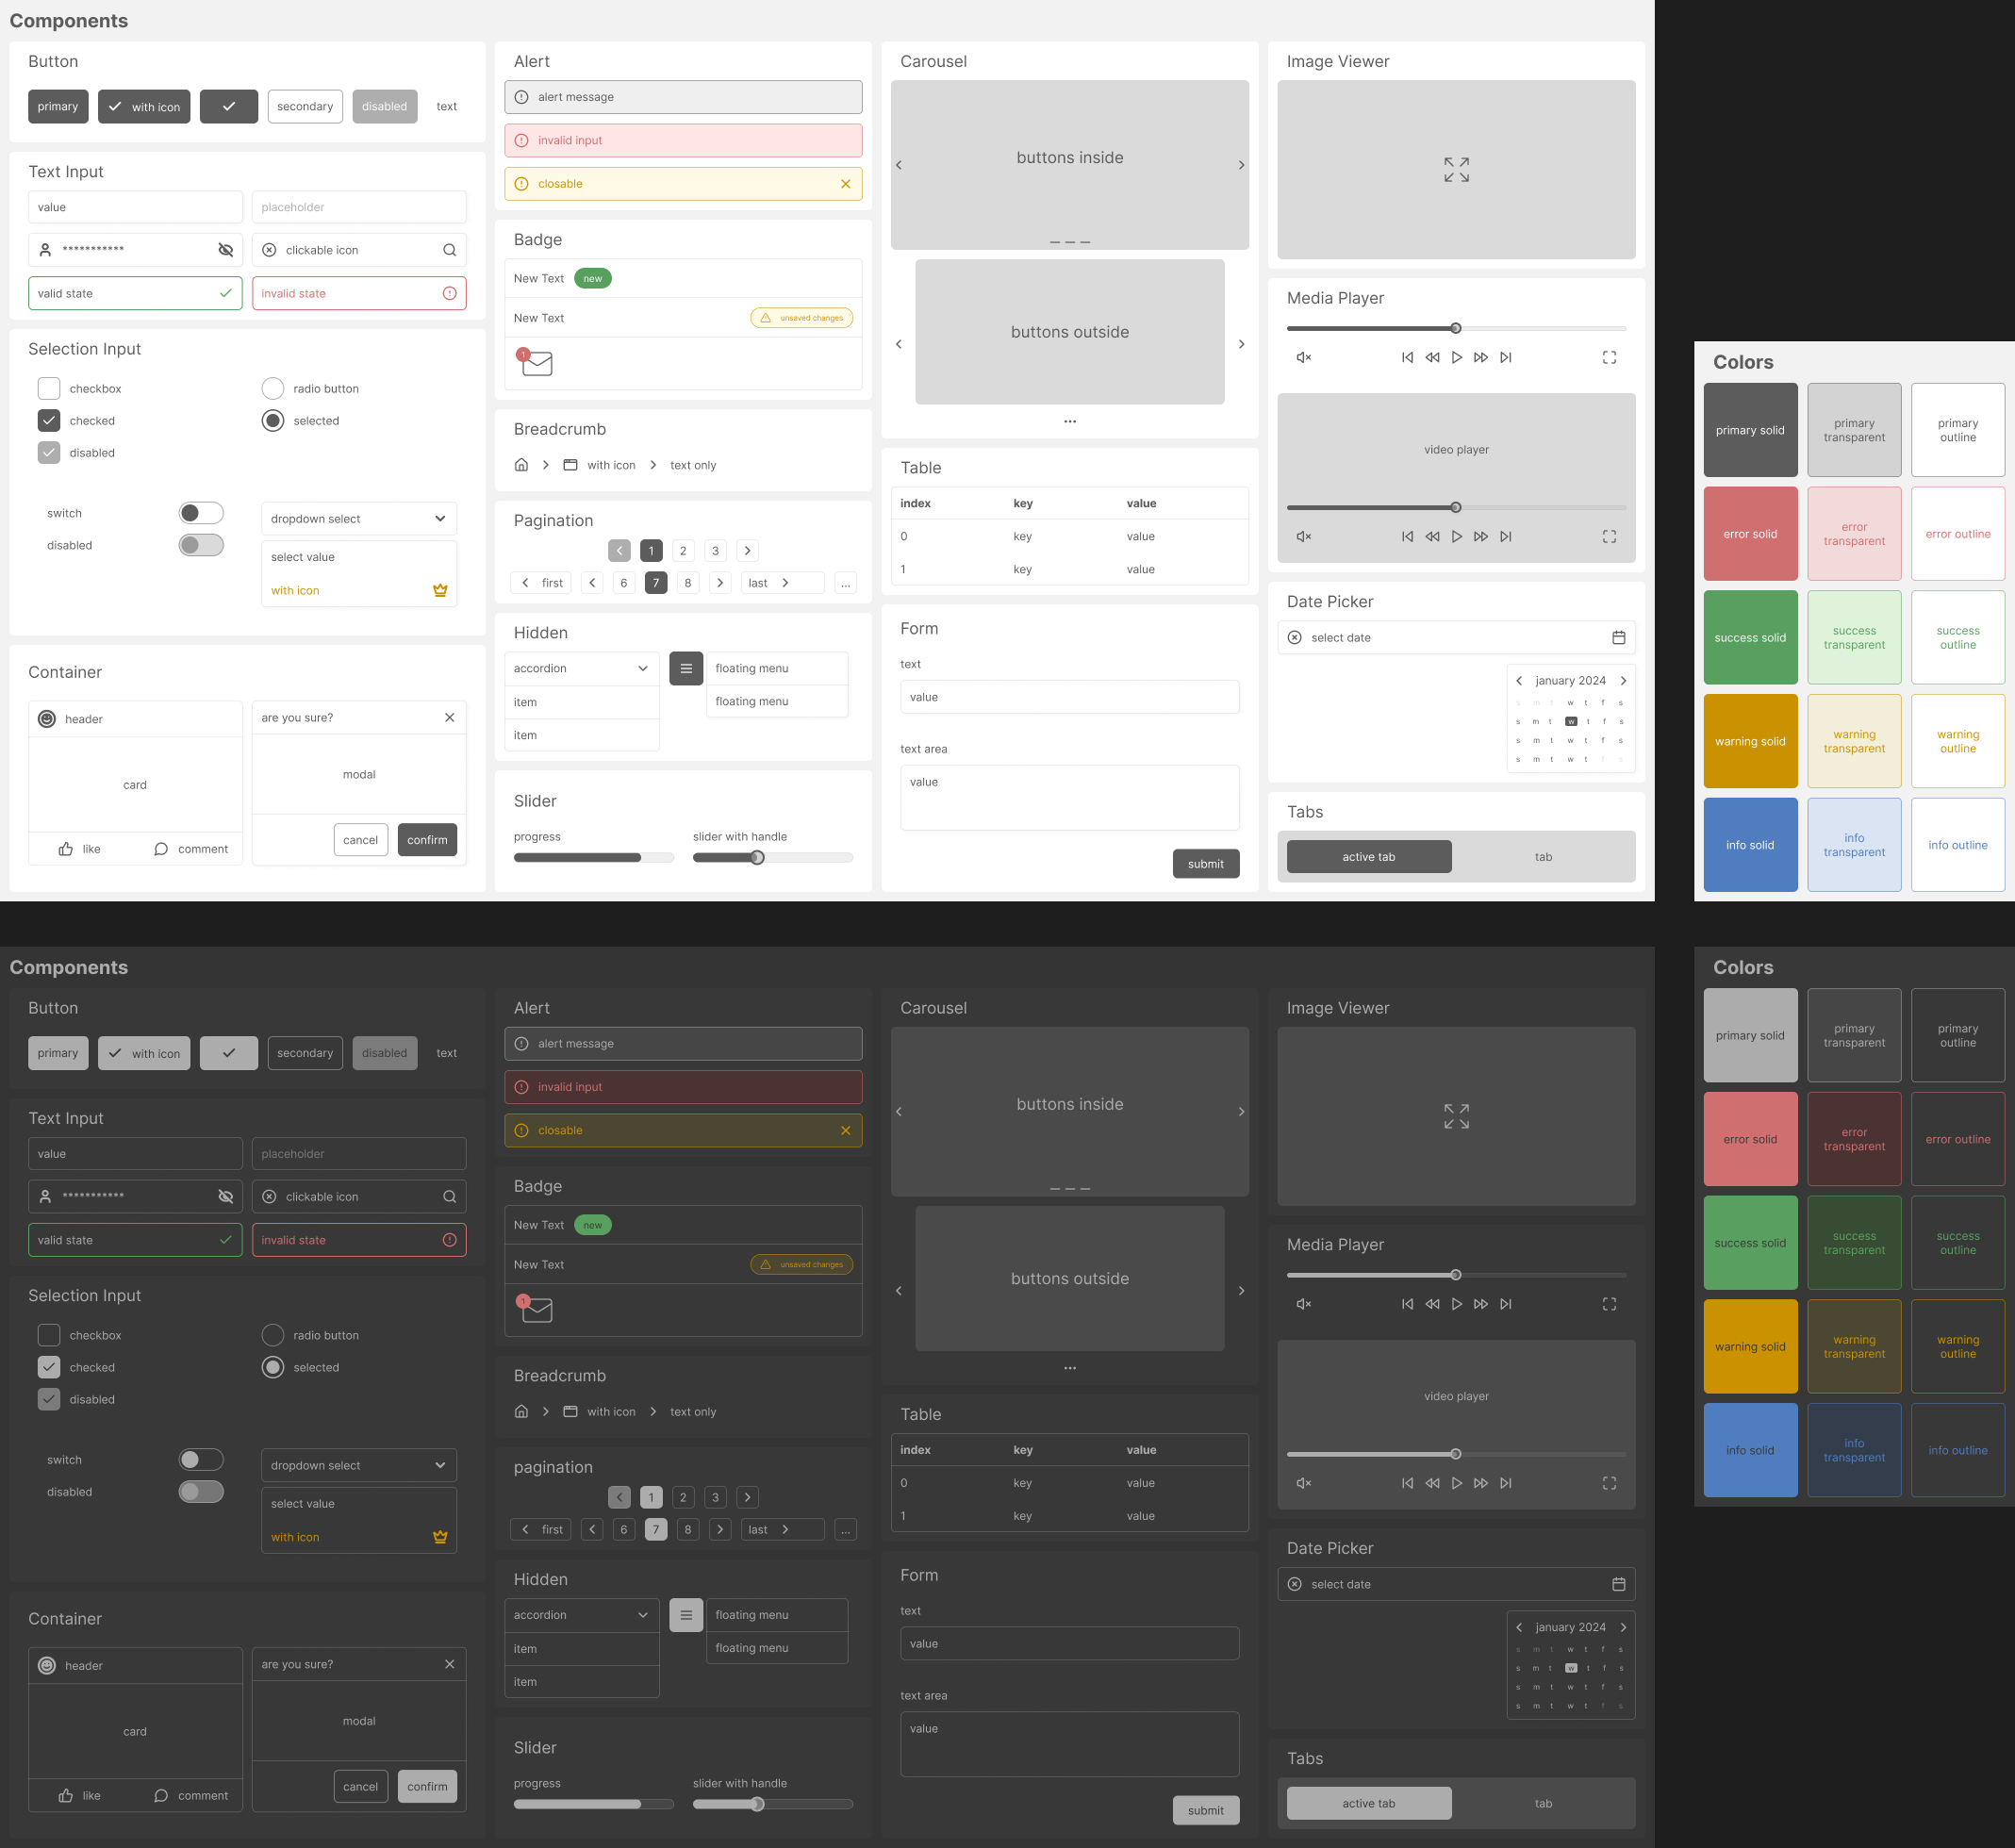 Components
Button
primary
with icon
secondary
disabled
text
Text Input
value
placeholder
***********
clickable icon
valid state
invalid state
Selection Input
checkbox
radio button
checked
selected
disabled
switch
dropdown select
disabled
select value
with icon
Container
header
card
like
comment
are you sure?
modal
cancel
confirm
Alert
alert message
invalid input
closable
Badge
New Text
new
New Text
unsaved changes
1
Breadcrumb
with icon
text only
Pagination
1
2
3
first
6
7
8
last
...
Hidden
accordion
item
item
floating menu
floating menu
Slider
progress
slider with handle
Carousel
buttons inside
buttons outside
Table
index key value
0 key value
1 key value
Form
text
value
text area
value
submit
Image Viewer
Media Player
video player
Date Picker
select date
january 2024
s m t w t f s
s m t w t f s
s m t w t f s
s m t w t f s
Tabs
active tab
tab
Colors
primary solid
primary
transparent
primary
outline
error solid
error
transparent
error outline
success solid
success
transparent
success
outline
warning solid
warning
transparent
warning
outline
info solid
info
transparent
info outline
Components
Button
primary
with icon
secondary
disabled
text
Text Input
value
placeholder
***********
clickable icon
valid state
invalid state
Selection Input
checkbox
radio button
checked
selected
disabled
switch
dropdown select
disabled
select value
with icon
Container
header
card
like
comment
are you sure?
modal
cancel
confirm
Alert
alert message
invalid input
closable
Badge
New Text
new
New Text
unsaved changes
1
Breadcrumb
with icon
text only
pagination
1
2
3
first
6
7
8
last
...
Hidden
accordion
item
item
floating menu
floating menu
Slider
progress
slider with handle
Carousel
buttons inside
buttons outside
Table
index key value
0 key value
1 key value
Form
text
value
text area
value
submit
Image Viewer
Media Player
video player
Date Picker
select date
january 2024
s m t w t f s
s m t w t f s
s m t w t f s
s m t w t f s
Tabs
active tab
tab
Colors
primary solid
primary
transparent
primary
outline
error solid
error
transparent
error outline
success solid
success
transparent
success
outline
warning solid
warning
transparent
warning
outline
info solid
info
transparent
info outline